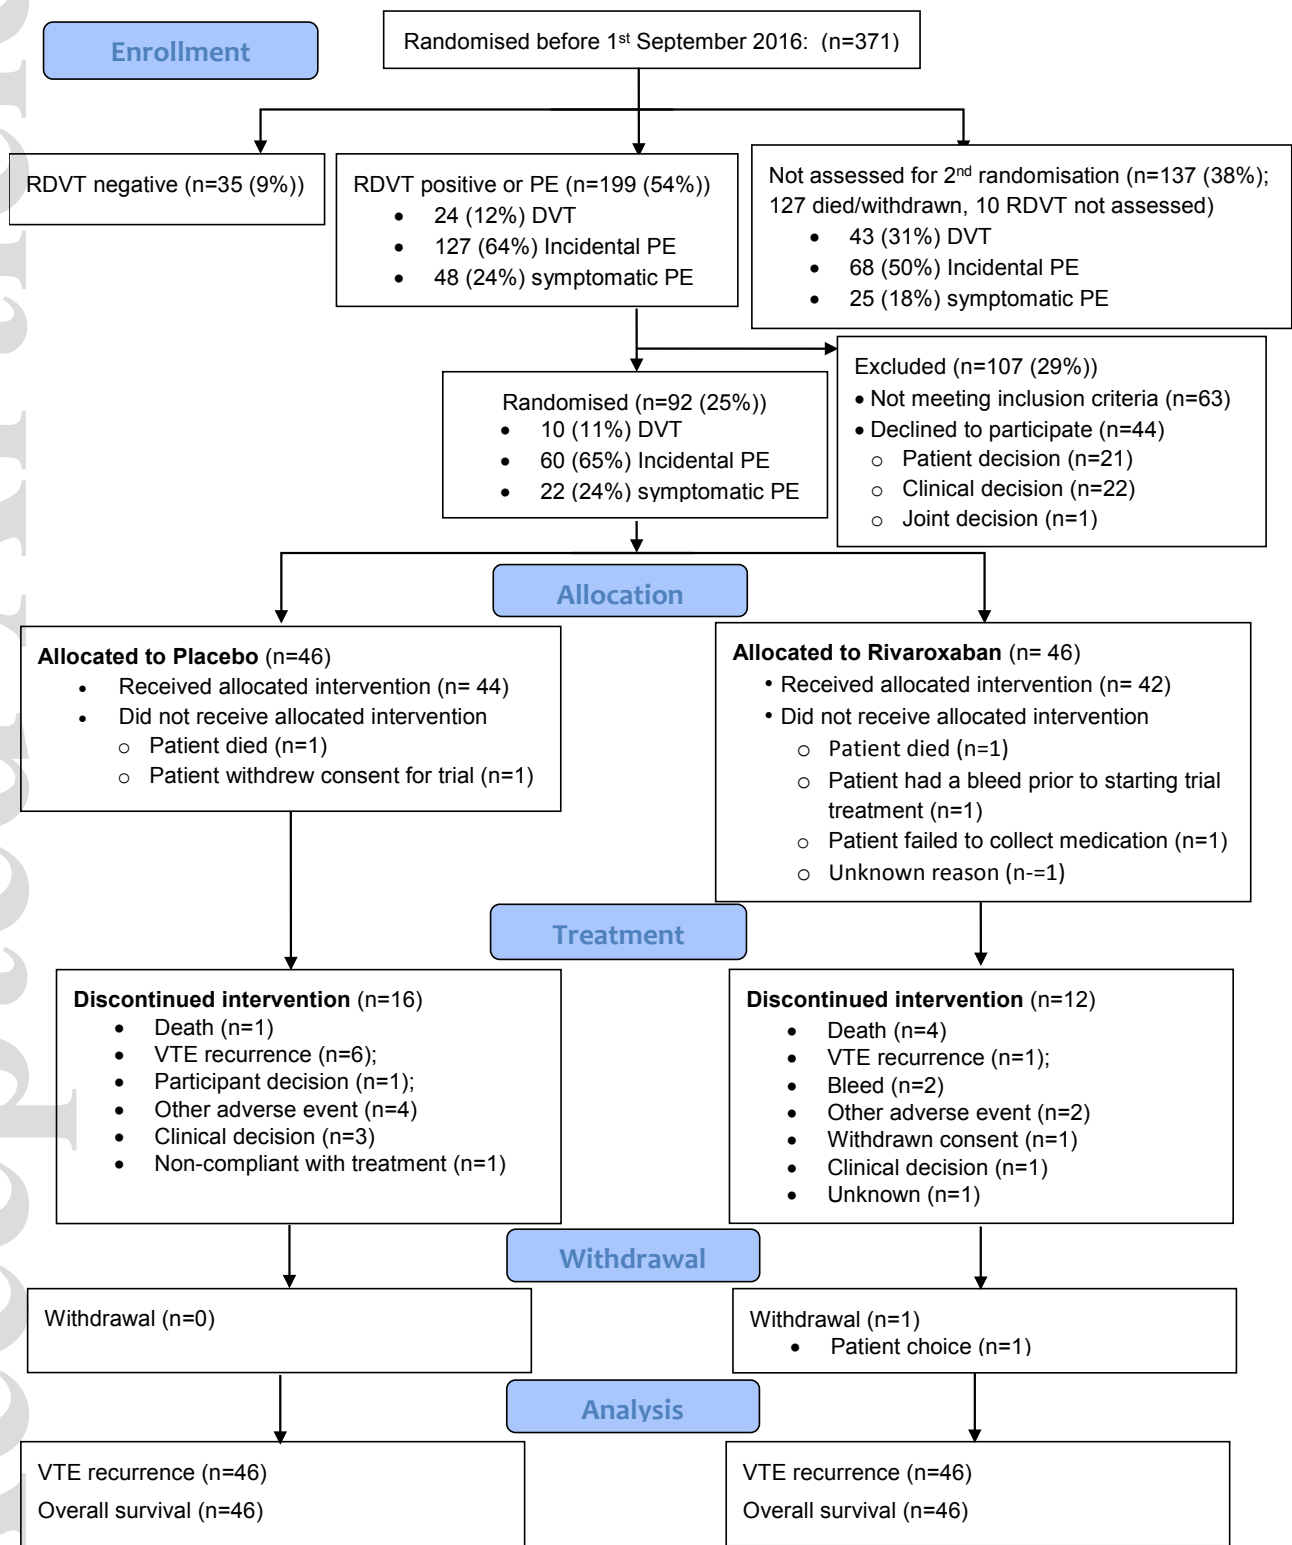 Enrollment
Randomised before 1st September 2016:  (n=371)
RDVT negative (n=35 (9%))
RDVT positive or PE (n=199 (54%))
• 24 (12%) DVT
• 127 (64%) Incidental PE
• 48 (24%) symptomatic PE
Not assessed for 2nd randomisation (n=137 (38%;
127 died/withdrawn, 10 RDVT not assessed)
• 43 (31%) DVT
• 68 (50%) Incidental PE
• 25 (18%) symptomatic PE
Excluded (n=107 (29%))
• Not meeting inclusion criteria (n=63)
• Declined to participate (n=44)
o Patient decision (n=21)
o Clinical decision (n=22)
o Joint decision (n=1)
Randomised (n=92 (25%))
• 10 (11%) DVT
• 60 (65%) Incidental PE
• 22 (24%) symptomatic PE
Allocation
Allocated to Placebo (n=46)
• Received allocated intervention (n= 44)
• Did not receive allocated intervention
o Patient died (n=1)
o Patient withdrew consent for trial (n=1)
Allocated to Rivaroxaban (n= 46)
• Received allocated intervention (n= 42)
• Did not receive allocated intervention
o Patient died (n=1)
o Patient had a bleed prior to starting trial
treatment (n=1)
o Patient failed to collect medication (n=1)
o Unknown reason (n-=1)
Treatment
Discontinued intervention (n=16)
• Death (n=1)
• VTE recurrence (n=6);
• Participant decision (n=1);
• Other adverse event (n=4)
• Clinical decision (n=3)
• Non-compliant with treatment (n=1)
Discontinued intervention (n=12)
• Death (n=4)
• VTE recurrence (n=1);
• Bleed (n=2)
• Other adverse event (n=2)
• Withdrawn consent (n=1)
• Clinical decision (n=1)
• Unknown (n=1)
Withdrawal
Withdrawal (n=0)
Withdrawal (n=1)
• Patient choice (n=1)
Analysis
VTE recurrence (n=46)
Overall survival (n=46)
VTE recurrence (n=46)
Overall survival (n=46)